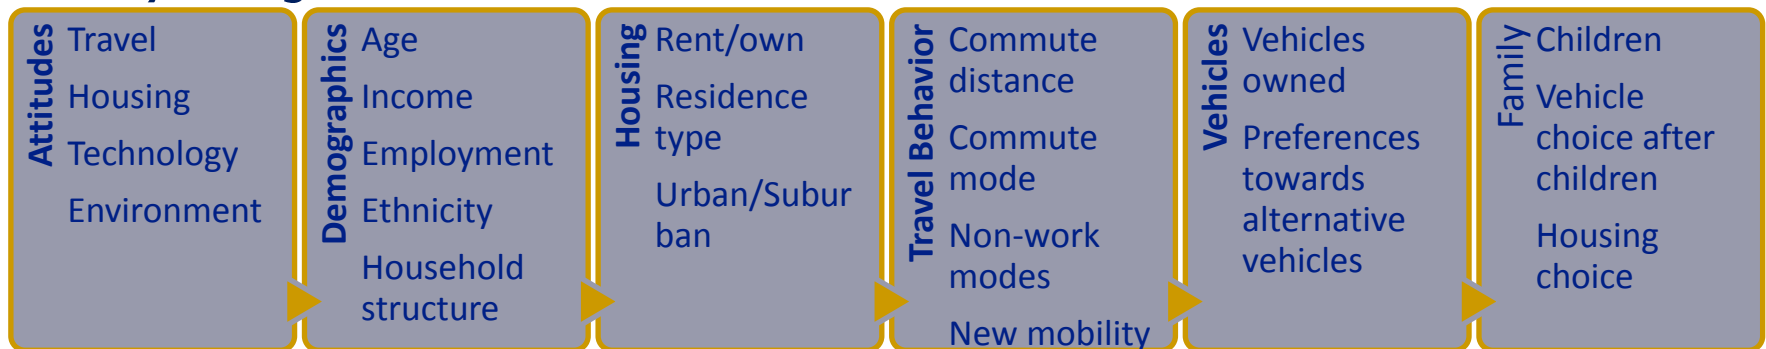 Attitudes
Travel
Housing
Technology
Environment
Demographics
Age
Income
Employment
Ethnicity
Household
structure
Housing
Rent/own
Residence
type
Urban/Subur
ban
Travel Behavior
Commute
distance
Commute
mode
Non-work
modes
New mobility
Vehicles
Vehicles
owned
Preferences
towards
alternative
vehicles
Family
Children
Vehicle
choice after
children
Housing
choice